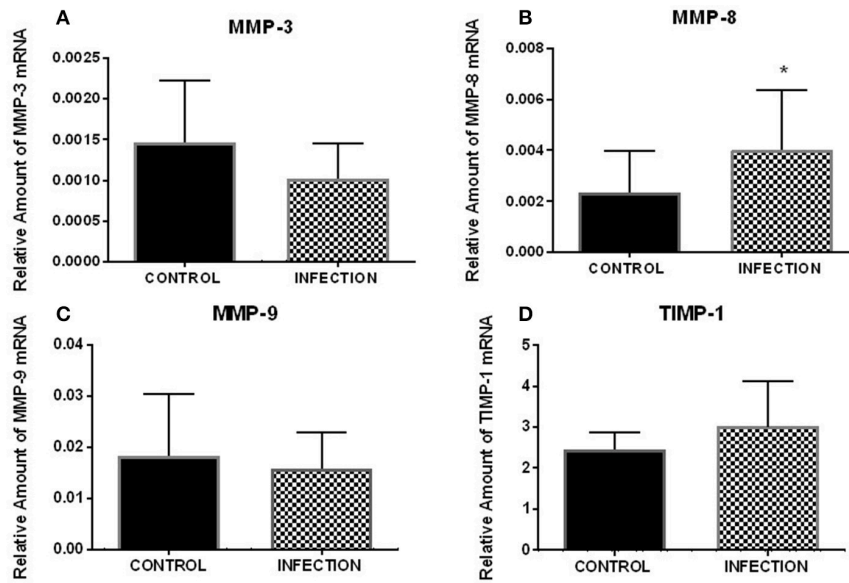 A
MMP-3
Relative Amount of MMP-3 mRNA
0.0025
0.0020
0.0015
0.0010
0.0005
0.0000
CONTROL INFECTION
B
MMP-8
Relative Amount of MMP-8 mRNA
0.008
0.006
0.004
0.002
0.000
*
CONTROL INFECTION
C
MMP-9
Relative Amount of MMP-9 mRNA
0.04
0.03
0.02
0.01
0.00
CONTROL INFECTION
D
TIMP-1
Relative Amount of TIMP-1 mRNA
5
4
3
2
1
0
CONTROL INFECTION